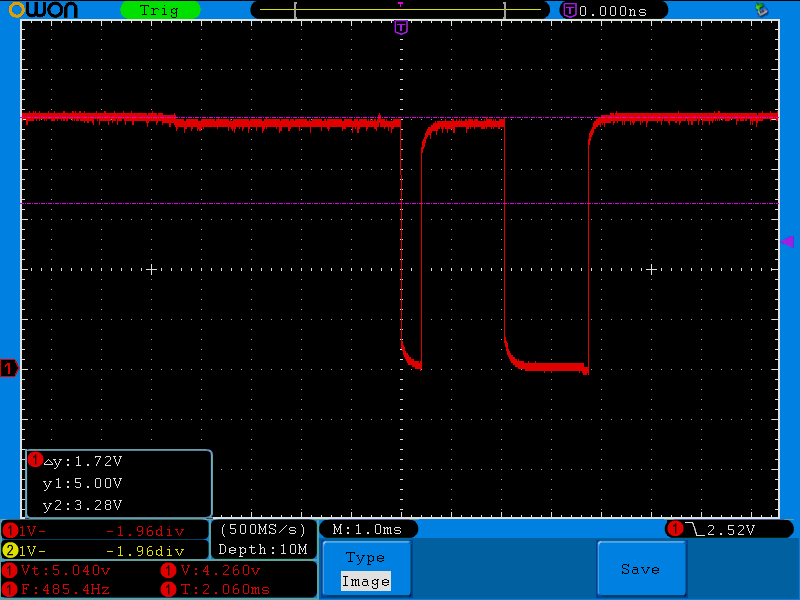 OWON Trig T 0.000ns
T
1
1 △y:1.72V
y1:5.00V
y2:3.28V
1 1V- -1.96div (500MS/s) M:1.0ms 1 2.52V
2 1V- -1.96div Depth:10M
1 Vt:5.040v 1 V:4.260v
1 F:485.4Hz 1 T:2.060ms
Type
Image
Save